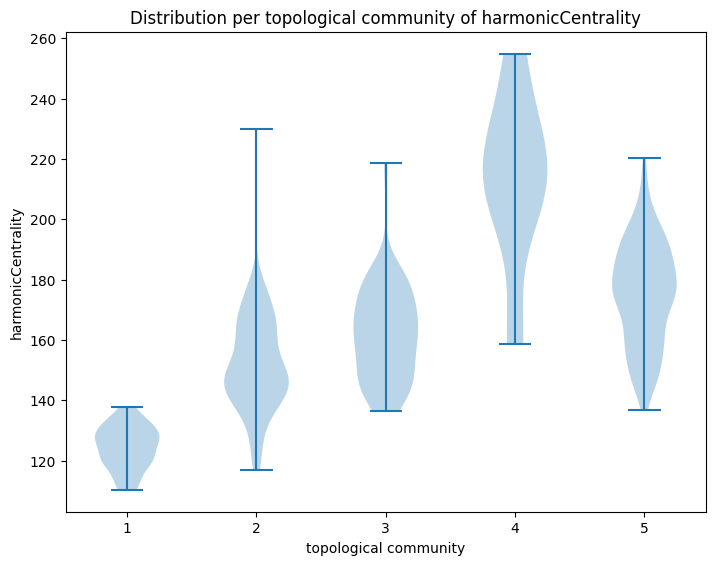 Distribution per topological community of harmonicCentrality
260
240
220
200
180
160
140
120
harmonicCentrality
1 2 3 4 5
topological community